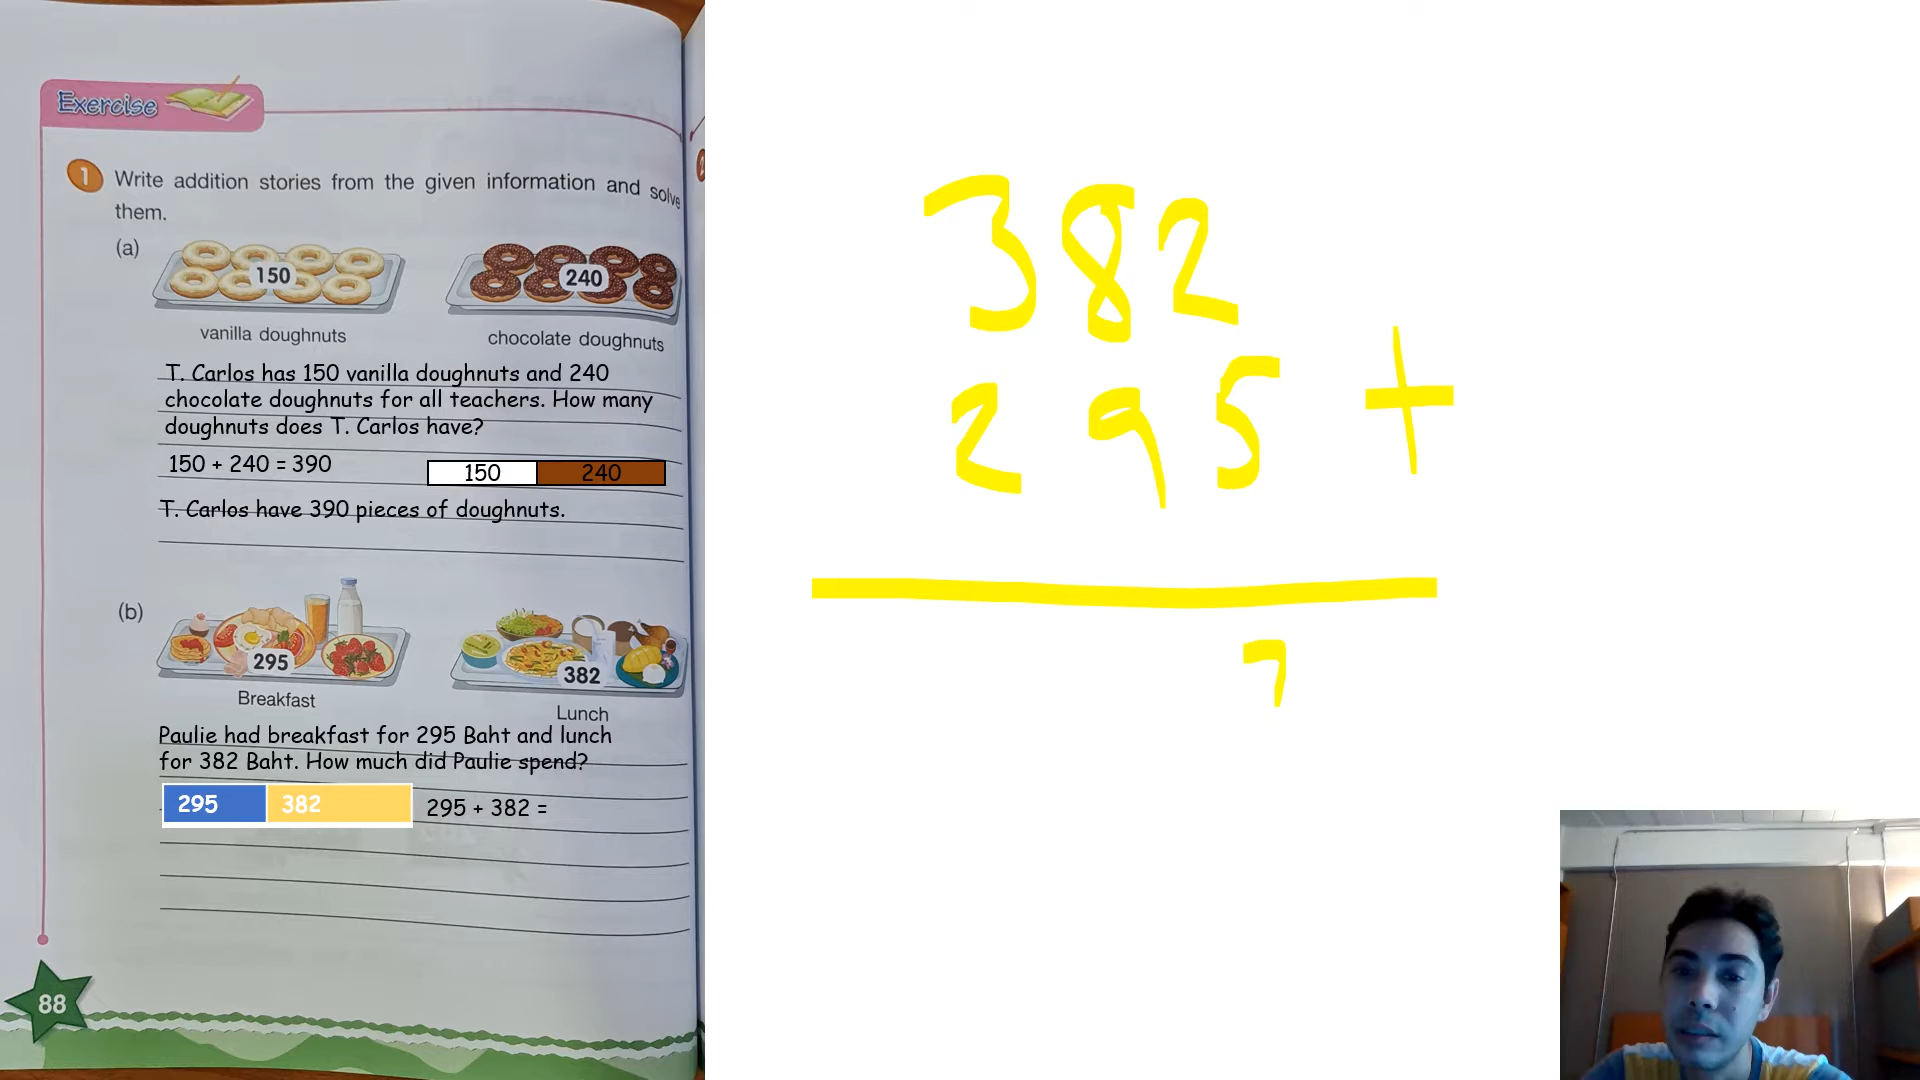 Exercise
1 Write addition stories from the given information and solve
them.
(a)
150
240
vanilla doughnuts
chocolate doughnuts
T. Carlos has 150 vanilla doughnuts and 240
chocolate doughnuts for all teachers. How many
doughnuts does T. Carlos have?
150 + 240 = 390
150 240
T. Carlos have 390 pieces of doughnuts.
(b)
295
382
Breakfast
Lunch
Paulie had breakfast for 295 Baht and lunch
for 382 Baht. How much did Paulie spend?
295 382
295 + 382 =
88
382
295 +
7